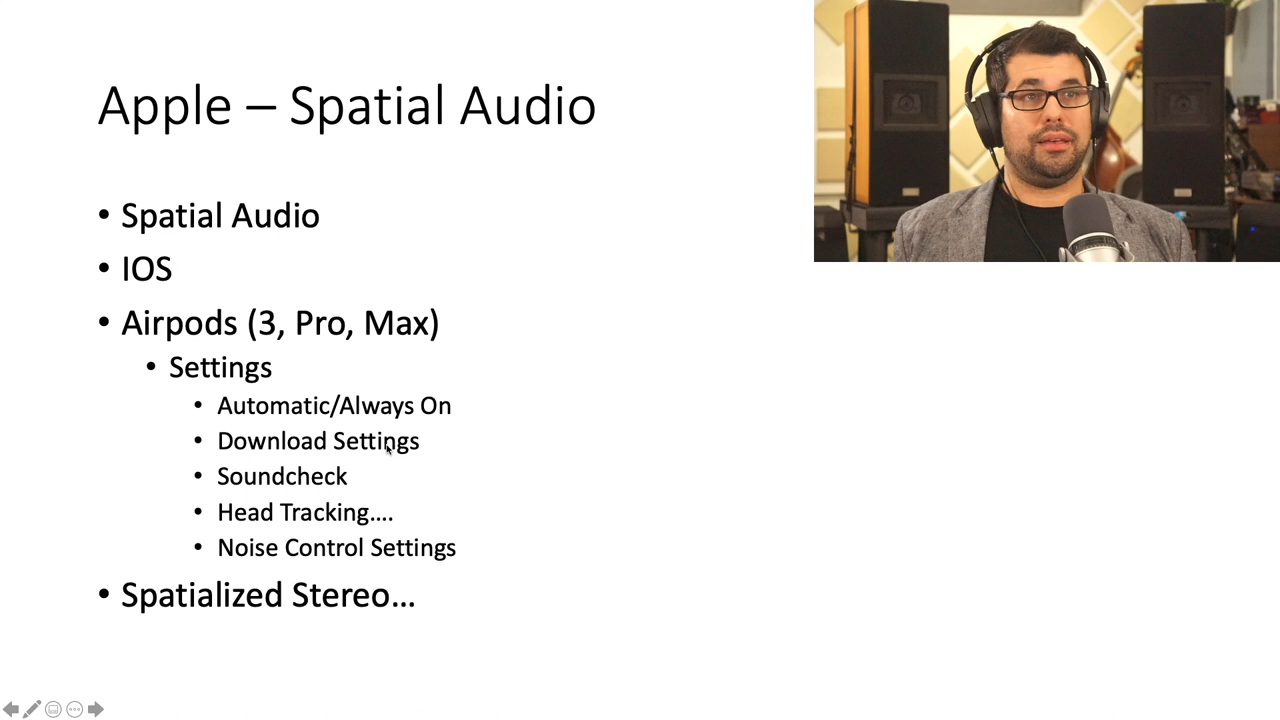 Apple – Spatial Audio
• Spatial Audio
• IOS
• Airpods (3, Pro, Max)
• Settings
• Automatic/Always On
• Download Settings
• Soundcheck
• Head Tracking....
• Noise Control Settings
• Spatialized Stereo...